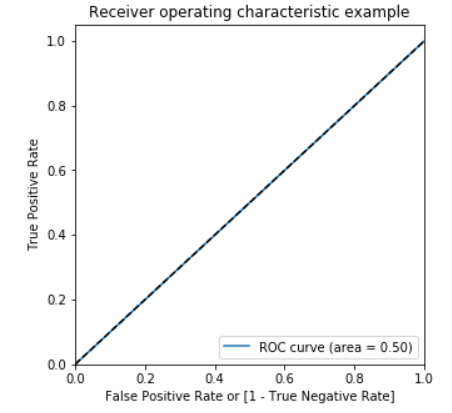 Receiver operating characteristic example
1.0
0.8
0.6
0.4
0.2
0.0
True Positive Rate
ROC curve (area = 0.50)
0.0 0.2 0.4 0.6 0.8 1.0
False Positive Rate or [1 - True Negative Rate]